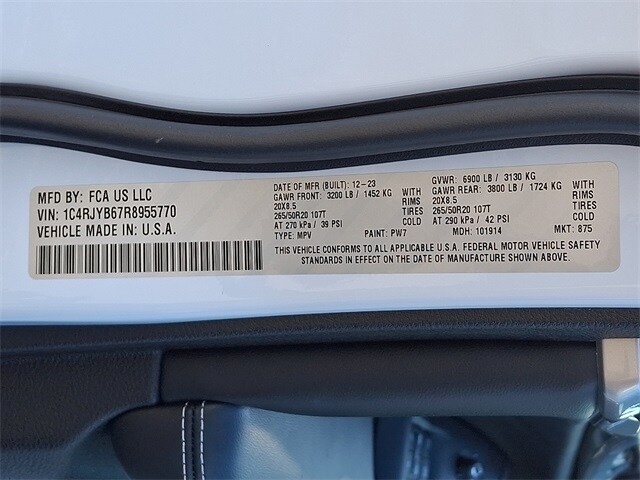 MFD BY: FCA US LLC
VIN: 1C4RJYB67R8955770
VEHICLE MADE IN: U.S.A.
DATE OF MFR (BUILT): 12-23
GAWR FRONT: 3200 LB / 1452 KG
20X8.5
265/50R20 107T
AT 270 kPa / 39 PSI
TYPE: MPV
TIRES
COLD
PAINT: PW7
GVWR: 6900 LB / 3130 KG
GAWR REAR: 3800 LB / 1724 KG
20X8.5
265/50R20 107T
AT 290 kPa / 42 PSI
MDH: 101914
TIRES
COLD
MKT: 875
THIS VEHICLE CONFORMS TO ALL APPLICABLE U.S.A. FEDERAL MOTOR VEHICLE SAFETY
STANDARDS IN EFFECT ON THE DATE OF MANUFACTURE SHOWN ABOVE.